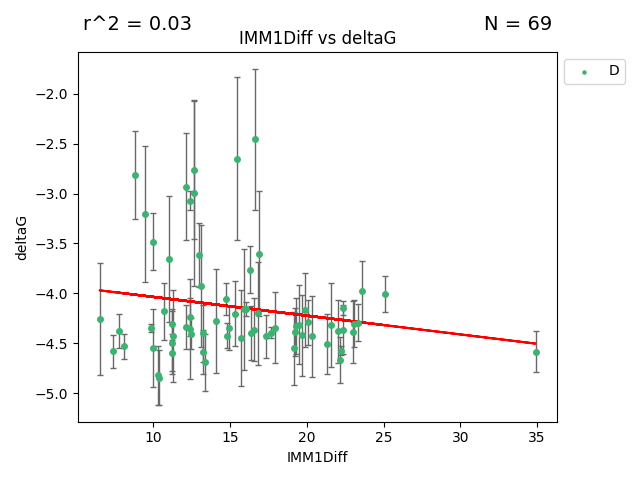 r^2 = 0.03
N = 69
IMM1Diff vs deltaG
D
deltaG
−2.0
−2.5
−3.0
−3.5
−4.0
−4.5
−5.0
10 15 20 25 30 35
IMM1Diff